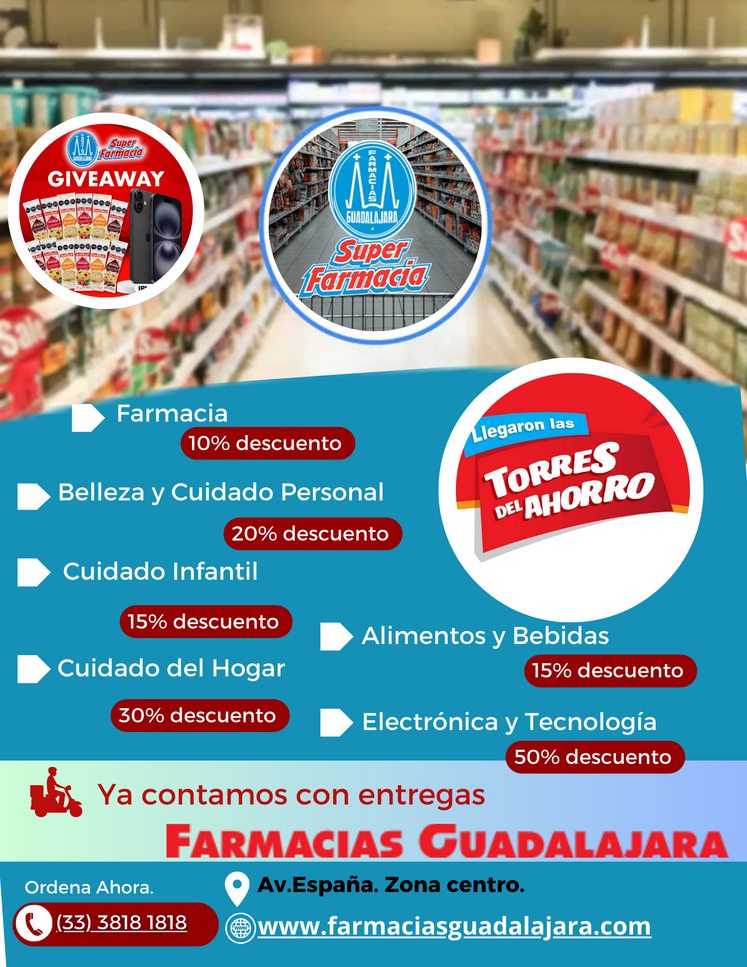 Super
Farmacia
GIVEAWAY
FARMACIAS
GUADALAJARA
Super
Farmacia
Sale
Farmacia
10% descuento
Belleza y Cuidado Personal
20% descuento
Cuidado Infantil
15% descuento
Cuidado del Hogar
30% descuento
Llegaron las
TORRES
DEL AHORRO
Alimentos y Bebidas
15% descuento
Electrónica y Tecnología
50% descuento
Ya contamos con entregas
FARMACIAS GUADALAJARA
Ordena Ahora.
(33) 3818 1818
Av.España. Zona centro.
www.farmaciasguadalajara.com